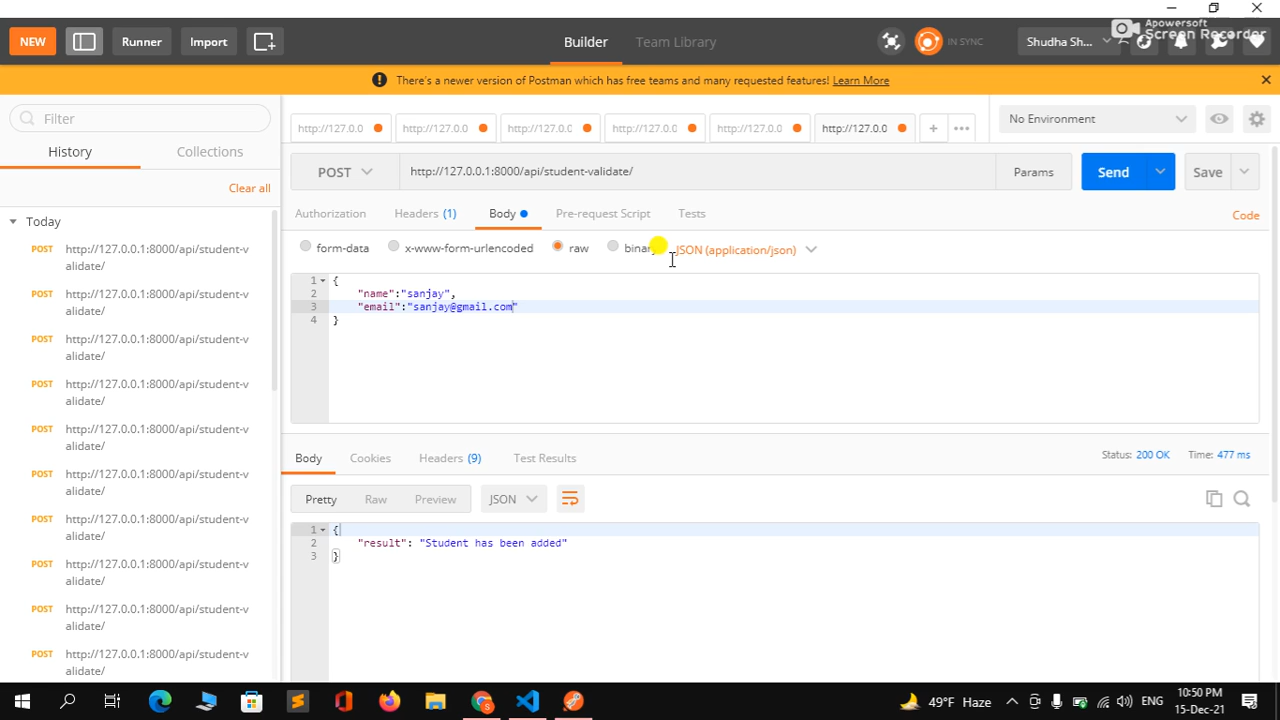 NEW
Runner
Import
Builder
Team Library
IN SYNC
Shudha Sh...
Apowersoft
Screen Recorder
There's a newer version of Postman which has free teams and many requested features! Learn More
Filter
History
Collections
Clear all
Today
POST http://127.0.0.1:8000/api/student-v
alidate/
POST http://127.0.0.1:8000/api/student-v
alidate/
POST http://127.0.0.1:8000/api/student-v
alidate/
POST http://127.0.0.1:8000/api/student-v
alidate/
POST http://127.0.0.1:8000/api/student-v
alidate/
POST http://127.0.0.1:8000/api/student-v
alidate/
POST http://127.0.0.1:8000/api/student-v
alidate/
POST http://127.0.0.1:8000/api/student-v
alidate/
POST http://127.0.0.1:8000/api/student-v
alidate/
POST http://127.0.0.1:8000/api/student-v
alidate/
http://127.0.0 http://127.0.0 http://127.0.0 http://127.0.0 http://127.0.0 http://127.0.0 + •••
No Environment
POST http://127.0.0.1:8000/api/student-validate/ Params Send Save
Authorization Headers (1) Body Pre-request Script Tests Code
form-data x-www-form-urlencoded raw binary JSON (application/json)
1 {
2 "name":"sanjay",
3 "email":"sanjay@gmail.com"
4 }
Body Cookies Headers (9) Test Results Status: 200 OK Time: 477 ms
Pretty Raw Preview JSON
1 {
2 "result": "Student has been added"
3 }
49°F Haze
ENG
10:50 PM
15-Dec-21